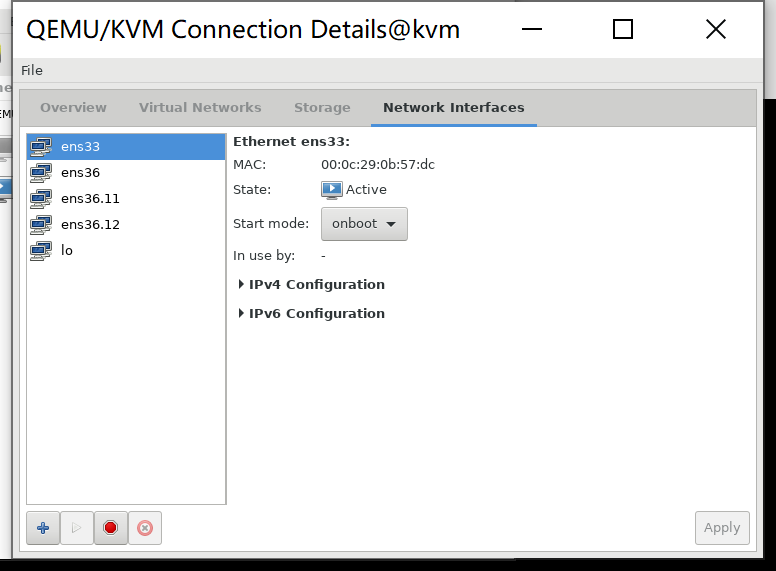 QEMU/KVM Connection Details@kvm
File
Overview Virtual Networks Storage Network Interfaces
ens33
ens36
ens36.11
ens36.12
lo
Ethernet ens33:
MAC: 00:0c:29:0b:57:dc
State: Active
Start mode: onboot
In use by: -
IPv4 Configuration
IPv6 Configuration
Apply